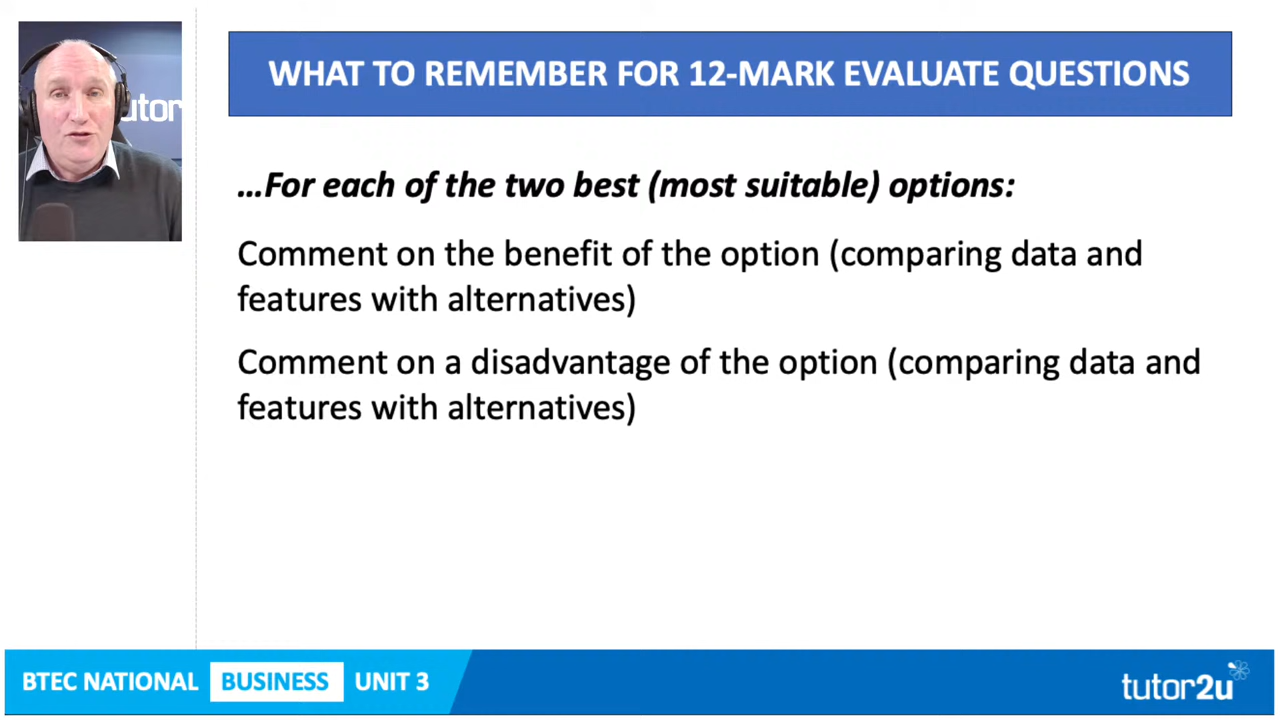 utor
WHAT TO REMEMBER FOR 12-MARK EVALUATE QUESTIONS
...For each of the two best (most suitable) options:
Comment on the benefit of the option (comparing data and
features with alternatives)
Comment on a disadvantage of the option (comparing data and
features with alternatives)
BTEC NATIONAL BUSINESS UNIT 3
tutor2u